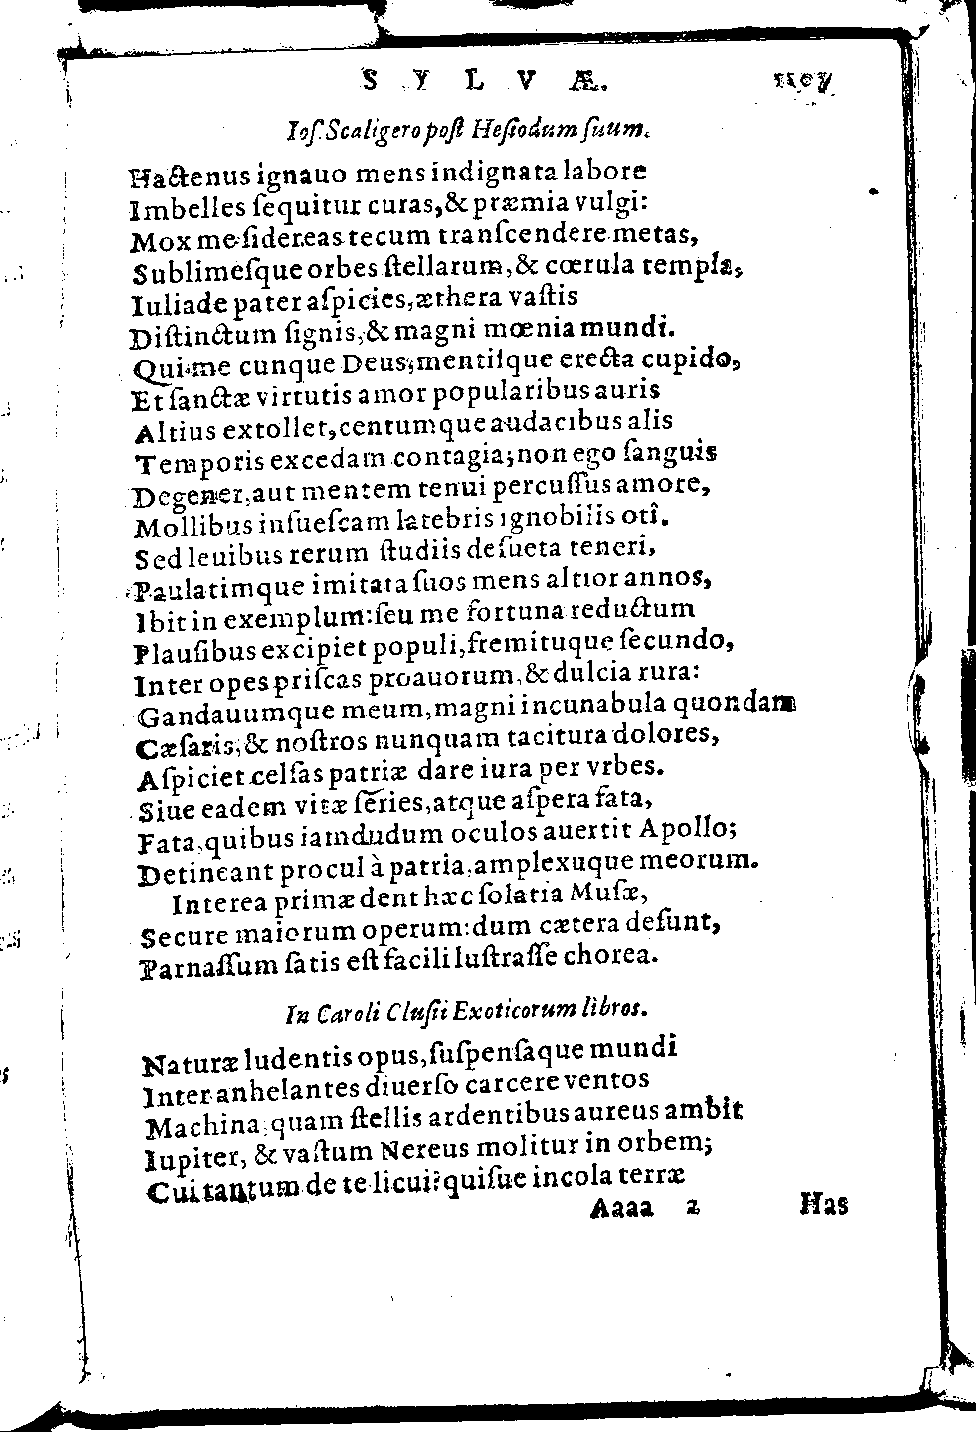 S Y L V Æ.
Ioſ. Scaligero poſt Heſiodum ſuum.
Hactenus ignauo mens indignata labore
Imbelles ſequitur curas, & præmia vulgi:
Mox me ſidereas tecum tranſcendere metas,
Sublimeſque orbes ſtellarum, & cœrula templa,
Iuliade pater aſpicies, æthera vaſtis
Diſtinctum ſignis, & magni mœnia mundi.
Qui me cunque Deus, mentiſque erecta cupido,
Et ſanctæ virtutis amor popularibus auris
Altius extollet, centumque audacibus alis
Temporis excedam contagia; non ego ſanguis
Degener, aut mentem tenui percuſſus amore,
Mollibus inſueſcam latebris ignobilis otî.
Sed leuibus rerum ſtudiis deſueta teneri,
Paulatimque imitata ſuos mens altior annos,
Ibit in exemplum: ſeu me fortuna reductum
Plauſibus excipiet populi, fremituque ſecundo,
Inter opes priſcas proauorum, & dulcia rura:
Gandauumque meum, magni incunabula quondam
Cæſaris, & noſtros nunquam tacitura dolores,
Aſpiciet celſas patriæ dare iura per vrbes.
Siue eadem vitæ ſeries, atque aſpera fata,
Fata, quibus iamdudum oculos auertit Apollo;
Detineant procul à patria, amplexuque meorum.
Interea primæ dent hæc ſolatia Muſæ,
Secure maiorum operum: dum cætera deſunt,
Parnaſſum ſatis eſt facili luſtraſſe chorea.
In Caroli Cluſii Exoticorum libros.
Naturæ ludentis opus, ſuſpenſaque mundi
Inter anhelantes diuerſo carcere ventos
Machina, quam ſtellis ardentibus aureus ambit
Iupiter, & vaſtum Nereus molitur in orbem;
Cui tantum de te licui? quiſue incola terræ
Aaaa 2 Has